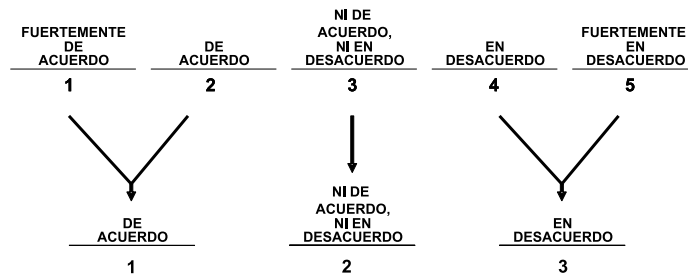 FUERTEMENTE
DE
ACUERDO
1
DE
ACUERDO
2
NI DE
ACUERDO,
NI EN
DESACUERDO
3
EN
DESACUERDO
4
FUERTEMENTE
EN
DESACUERDO
5
DE
ACUERDO
1
NI DE
ACUERDO,
NI EN
DESACUERDO
2
EN
DESACUERDO
3